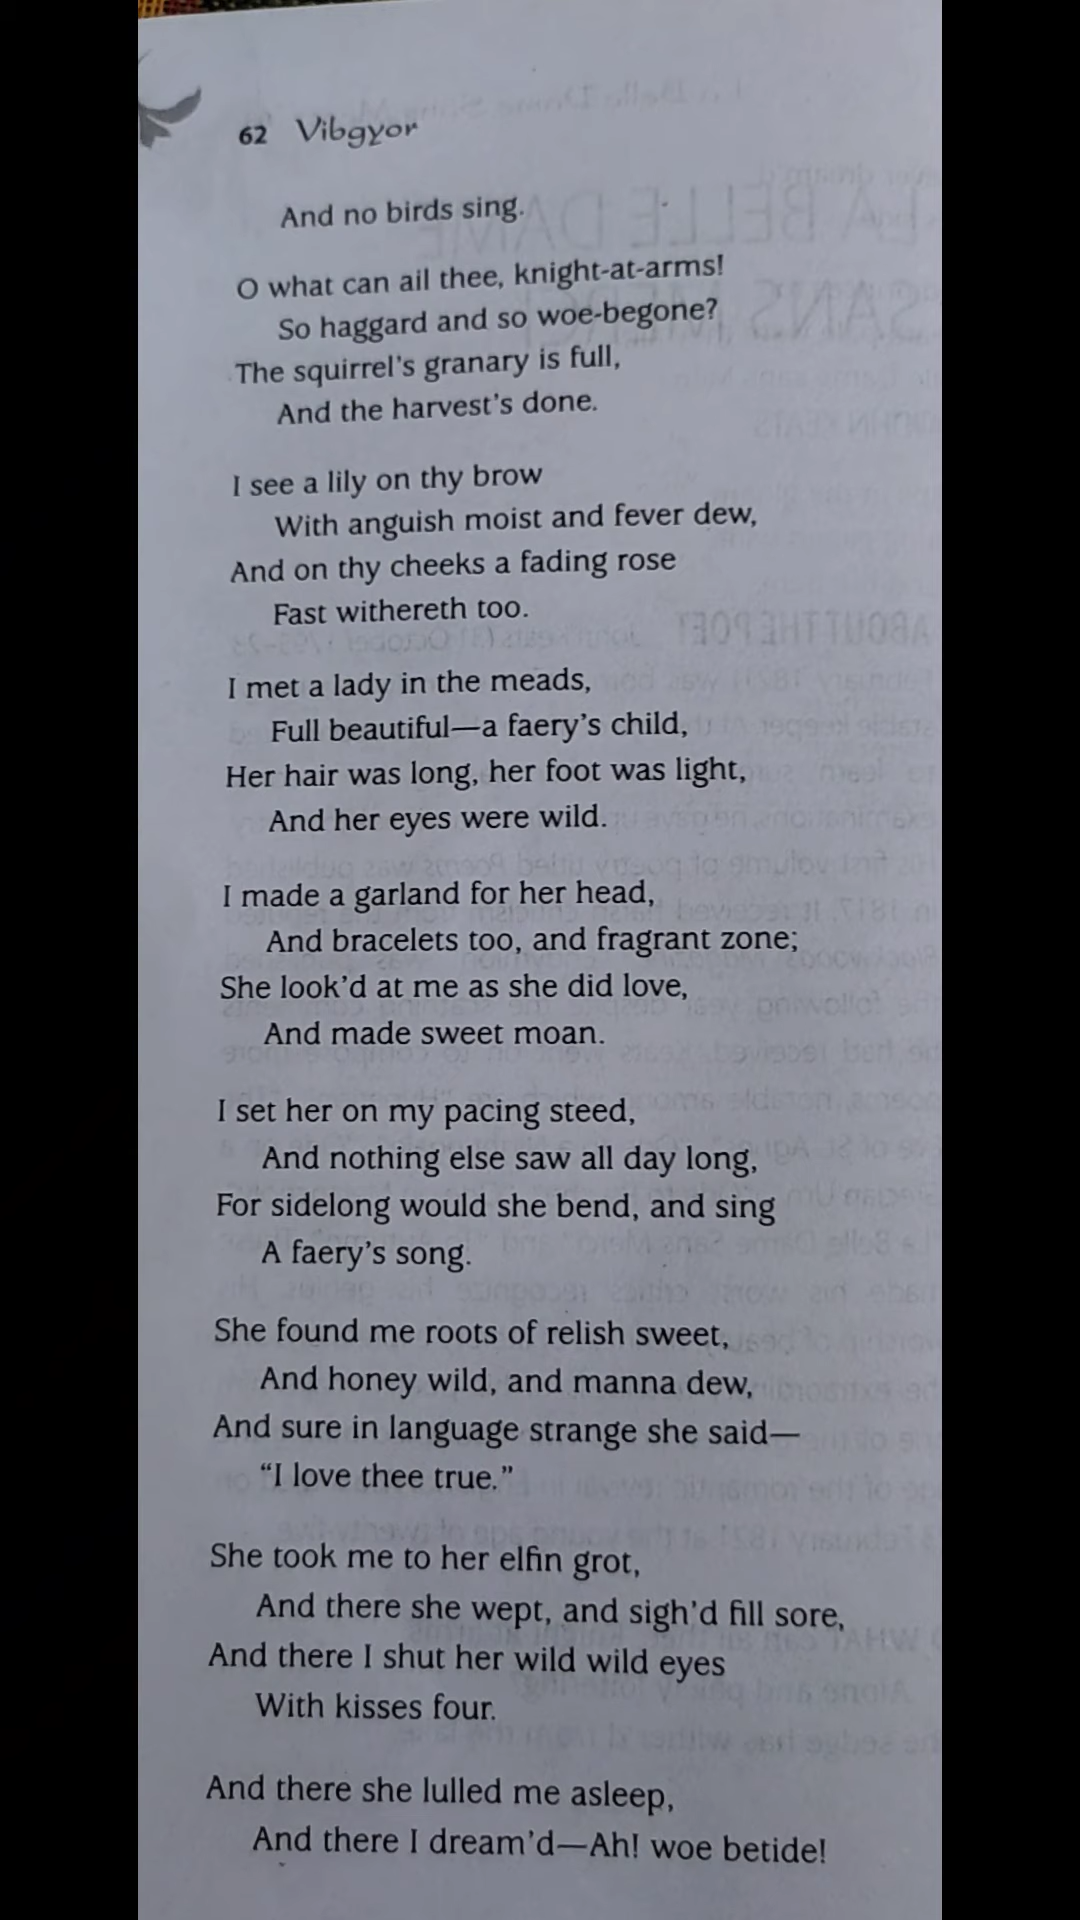 62 Vibgyor
And no birds sing.
O what can ail thee, knight-at-arms!
So haggard and so woe-begone?
The squirrel's granary is full,
And the harvest's done.
I see a lily on thy brow
With anguish moist and fever dew,
And on thy cheeks a fading rose
Fast withereth too.
I met a lady in the meads,
Full beautiful—a faery's child,
Her hair was long, her foot was light,
And her eyes were wild.
I made a garland for her head,
And bracelets too, and fragrant zone;
She look'd at me as she did love,
And made sweet moan.
I set her on my pacing steed,
And nothing else saw all day long,
For sidelong would she bend, and sing
A faery's song.
She found me roots of relish sweet,
And honey wild, and manna dew,
And sure in language strange she said—
"I love thee true."
She took me to her elfin grot,
And there she wept, and sigh'd fill sore,
And there I shut her wild wild eyes
With kisses four.
And there she lulled me asleep,
And there I dream'd—Ah! woe betide!